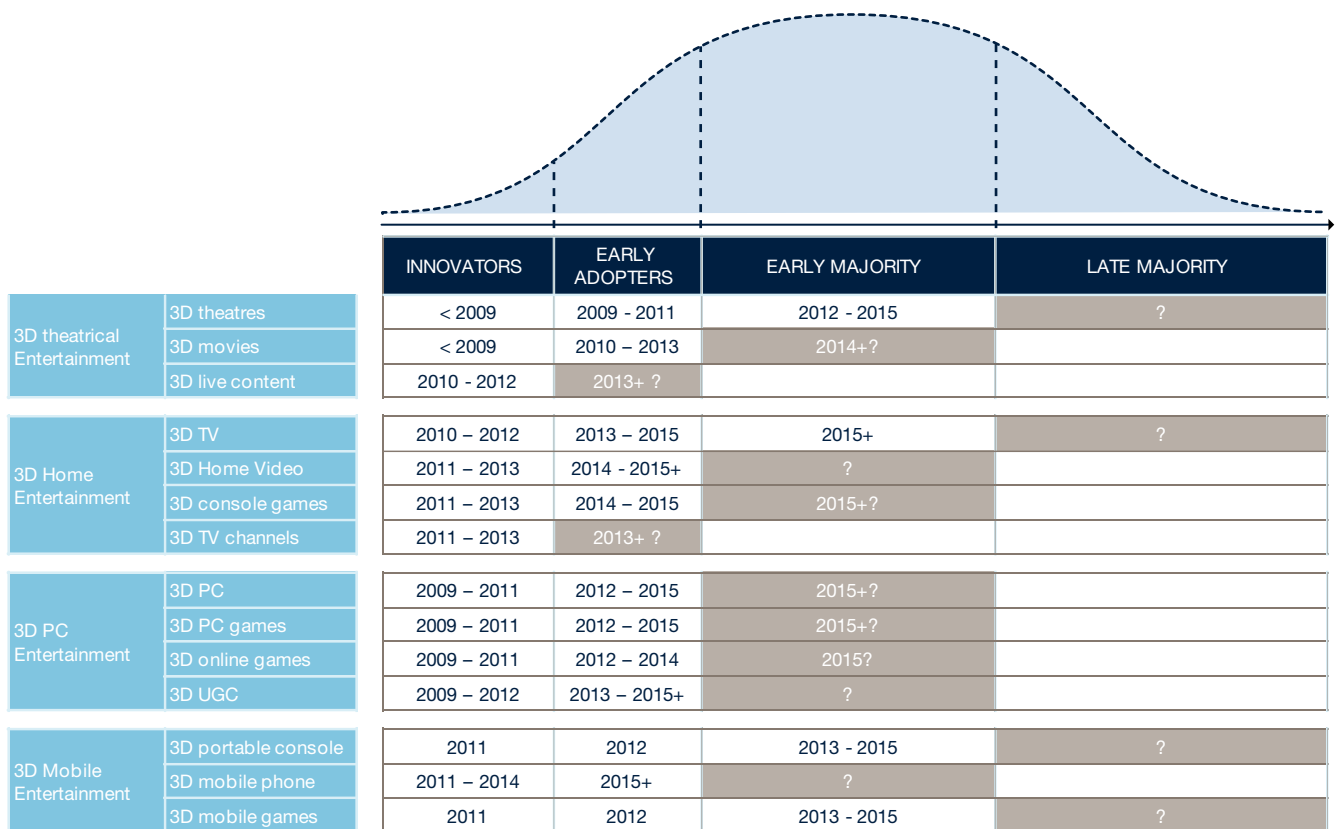 INNOVATORS
EARLY
ADOPTERS
EARLY MAJORITY
LATE MAJORITY
3D theatrical
Entertainment
3D theatres
< 2009
2009 - 2011
2012 - 2015
?
3D movies
< 2009
2010 – 2013
2014+?
3D live content
2010 - 2012
2013+ ?
3D Home
Entertainment
3D TV
2010 – 2012
2013 – 2015
2015+
?
3D Home Video
2011 – 2013
2014 - 2015+
?
3D console games
2011 – 2013
2014 – 2015
2015+?
3D TV channels
2011 – 2013
2013+ ?
3D PC
Entertainment
3D PC
2009 – 2011
2012 – 2015
2015+?
3D PC games
2009 – 2011
2012 – 2015
2015+?
3D online games
2009 – 2011
2012 – 2014
2015?
3D UGC
2009 – 2012
2013 – 2015+
?
3D Mobile
Entertainment
3D portable console
2011
2012
2013 - 2015
?
3D mobile phone
2011 – 2014
2015+
?
3D mobile games
2011
2012
2013 - 2015
?